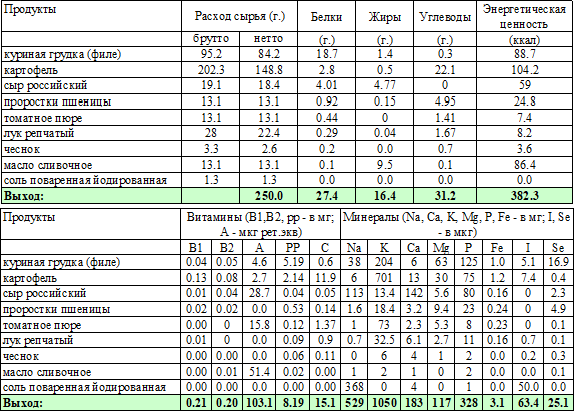 Продукты Расход сырья (г.) Белки Жиры Углеводы Энергетическая ценность
брутто нетто (г.) (г.) (г.) (ккал)
куриная грудка (филе) 95.2 84.2 18.7 1.4 0.3 88.7
картофель 202.3 148.8 2.8 0.5 22.1 104.2
сыр российский 19.1 18.4 4.01 4.77 0 59
проростки пшеницы 13.1 13.1 0.92 0.15 4.95 24.8
томатное пюре 13.1 13.1 0.44 0 1.41 7.4
лук репчатый 28 22.4 0.29 0.04 1.67 8.2
чеснок 3.3 2.6 0.2 0.0 0.7 3.6
масло сливочное 13.1 13.1 0.1 9.5 0.1 86.4
соль поваренная йодированная 1.3 1.3 0.0 0.0 0.0 0.0
Выход: 250.0 27.4 16.4 31.2 382.3
Продукты Витамины (B1,B2, pp - в мг; А - мкг рет.экв) Минералы (Na, Ca, K, Mg, P, Fe - в мг; I, Se - в мкг)
B1 B2 A PP C Na K Ca Mg P Fe I Se
куриная грудка (филе) 0.04 0.05 4.6 5.19 0.6 38 204 6 63 125 1.0 5.1 16.9
картофель 0.13 0.08 2.7 2.14 11.9 6 701 13 30 75 1.2 7.4 0.4
сыр российский 0.01 0.04 28.7 0.04 0.05 113 13.4 142 5.6 80 0.16 0 2.3
проростки пшеницы 0.02 0.02 0.0 0.53 0.14 1.6 18.4 3.2 9.4 23 0.24 0 4.9
томатное пюре 0.00 0 15.8 0.12 1.37 1 73 2.3 5.3 8 0.23 0 0.1
лук репчатый 0.01 0 0.00 0.09 0.9 0.7 32.5 6.1 2.7 11 0.16 0.7 0.1
чеснок 0.00 0.00 0.00 0.06 0.11 0 6 4 1 2 0.0 0.2 0.3
масло сливочное 0.00 0.01 51.4 0.02 0.00 1 2 1 0 2 0.0 0.0 0.1
соль поваренная йодированная 0.00 0.00 0.00 0.00 0.00 368 0 4 0 1 0.0 50.0 0.0
Выход: 0.21 0.20 103.1 8.19 15.1 529 1050 183 117 328 3.1 63.4 25.1